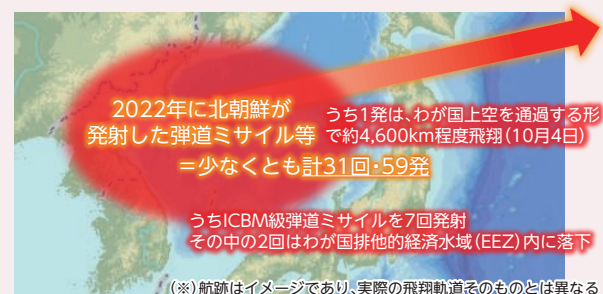 2022年に北朝鮮が
発射した弾道ミサイル等
＝少なくとも計31回・59発
うち1発は、わが国上空を通過する形
で約4,600km程度飛翔(10月4日)
うちICBM級弾道ミサイルを7回発射
その中の2回はわが国排他的経済水域(EEZ)内に落下
(※)航跡はイメージであり、実際の飛翔軌道そのものとは異なる